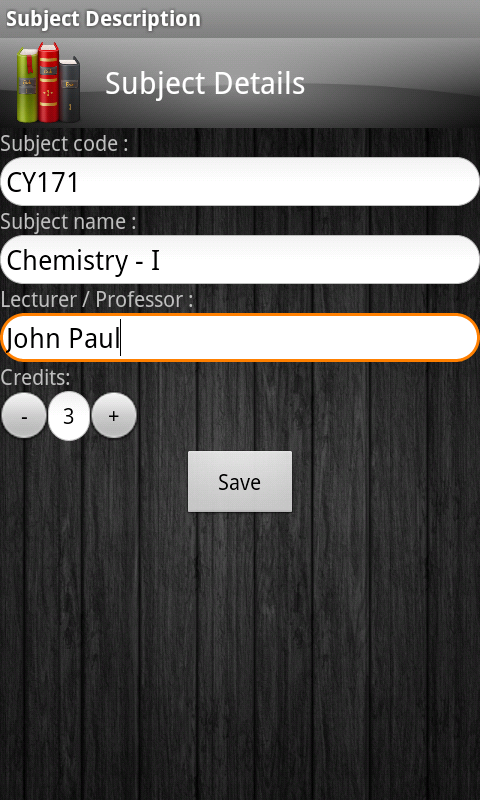 Subject Description
Subject Details
Subject code :
CY171
Subject name :
Chemistry - I
Lecturer / Professor :
John Paul
Credits:
- 3 +
Save